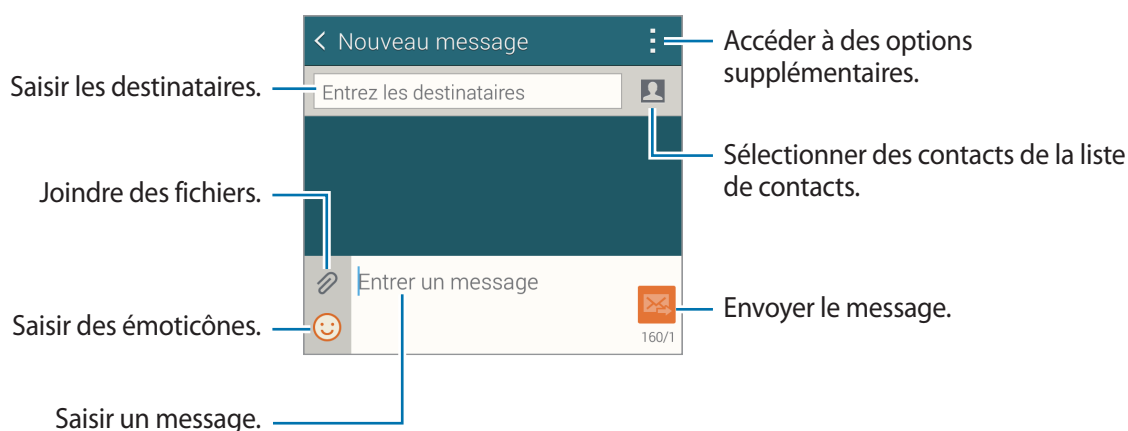 Nouveau message
Accéder à des options
supplémentaires.
Saisir les destinataires.
Entrez les destinataires
Sélectionner des contacts de la liste
de contacts.
Joindre des fichiers.
Entrer un message
Envoyer le message.
Saisir des émoticônes.
160/1
Saisir un message.